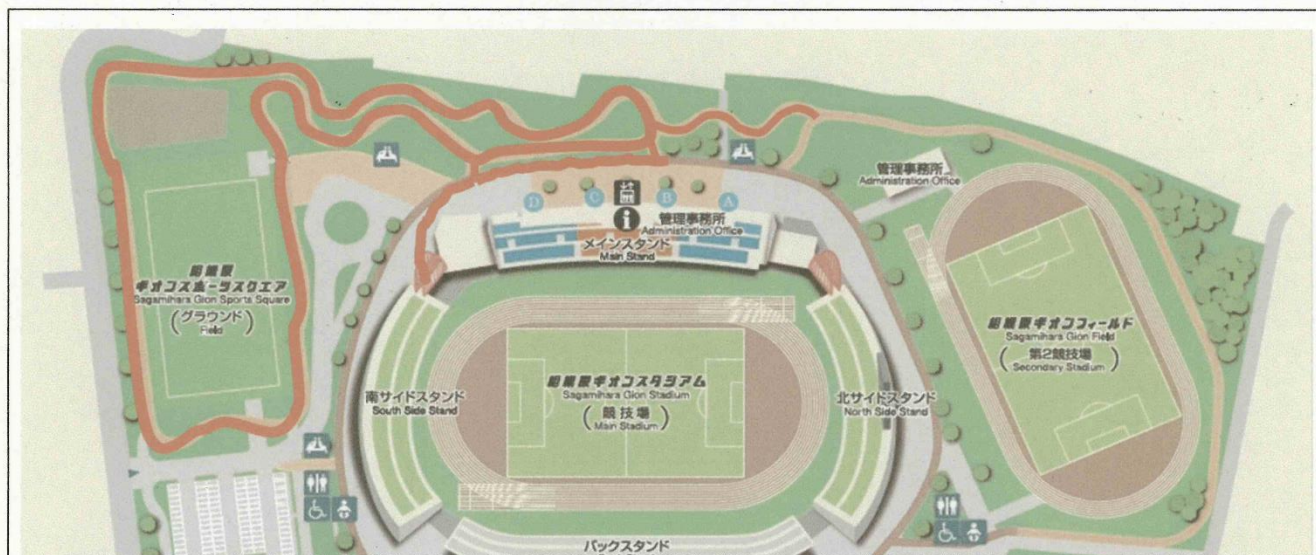 管理事務所
Administration Office
D
C
B
A
i
管理事務所
Administration Office
メインスタンド
Main Stand
相模原
ギオンスポーツスクエア
Sagamihara Gion Sports Square
(グラウンド)
Field
相模原ギオンフィールド
Sagamihara Gion Field
(第2競技場)
Secondary Stadium
南サイドスタンド
South Side Stand
相模原ギオンスタジアム
Sagamihara Gion Stadium
(競技場)
Main Stadium
北サイドスタンド
North Side Stand
バックスタンド